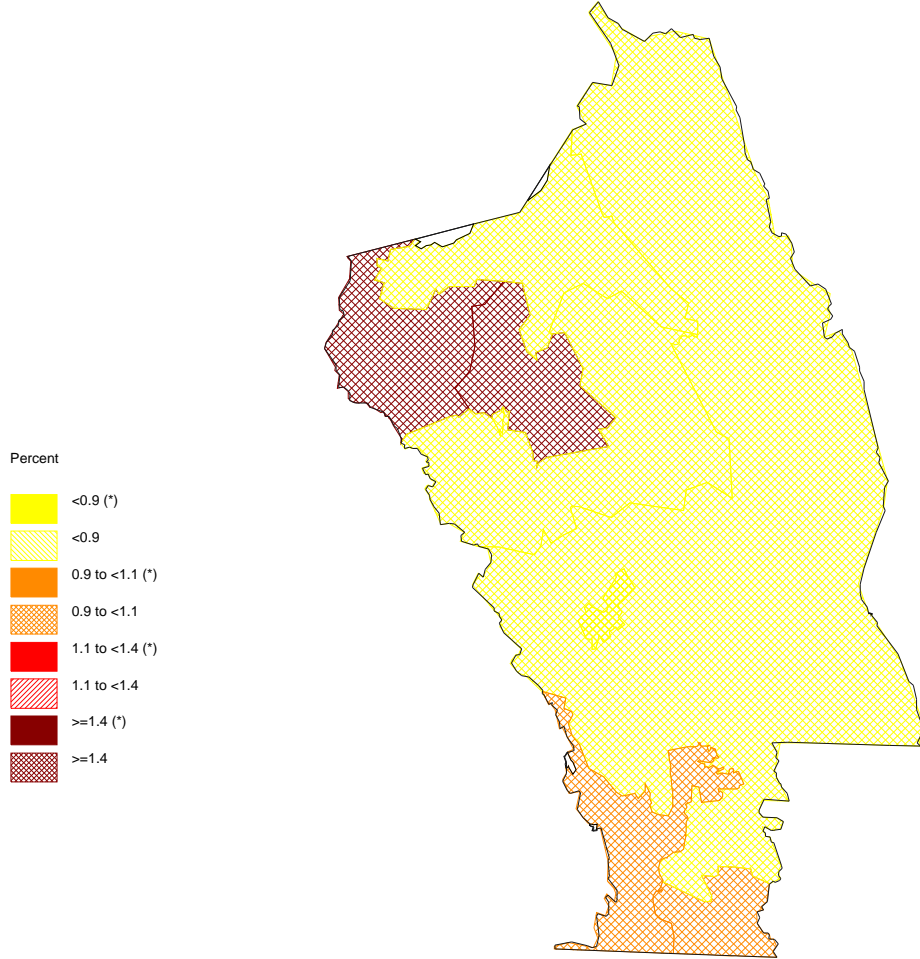 Percent
<0.9 (*)
<0.9
0.9 to <1.1 (*)
0.9 to <1.1
1.1 to <1.4 (*)
1.1 to <1.4
>=1.4 (*)
>=1.4